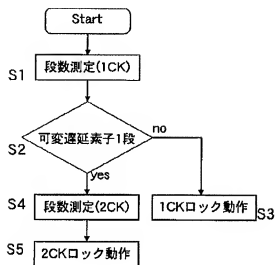 Start
S1
段数測定(1CK)
S2
可変遅延素子1段
no
yes
S4
段数測定(2CK)
1CKロック動作
S3
S5
2CKロック動作